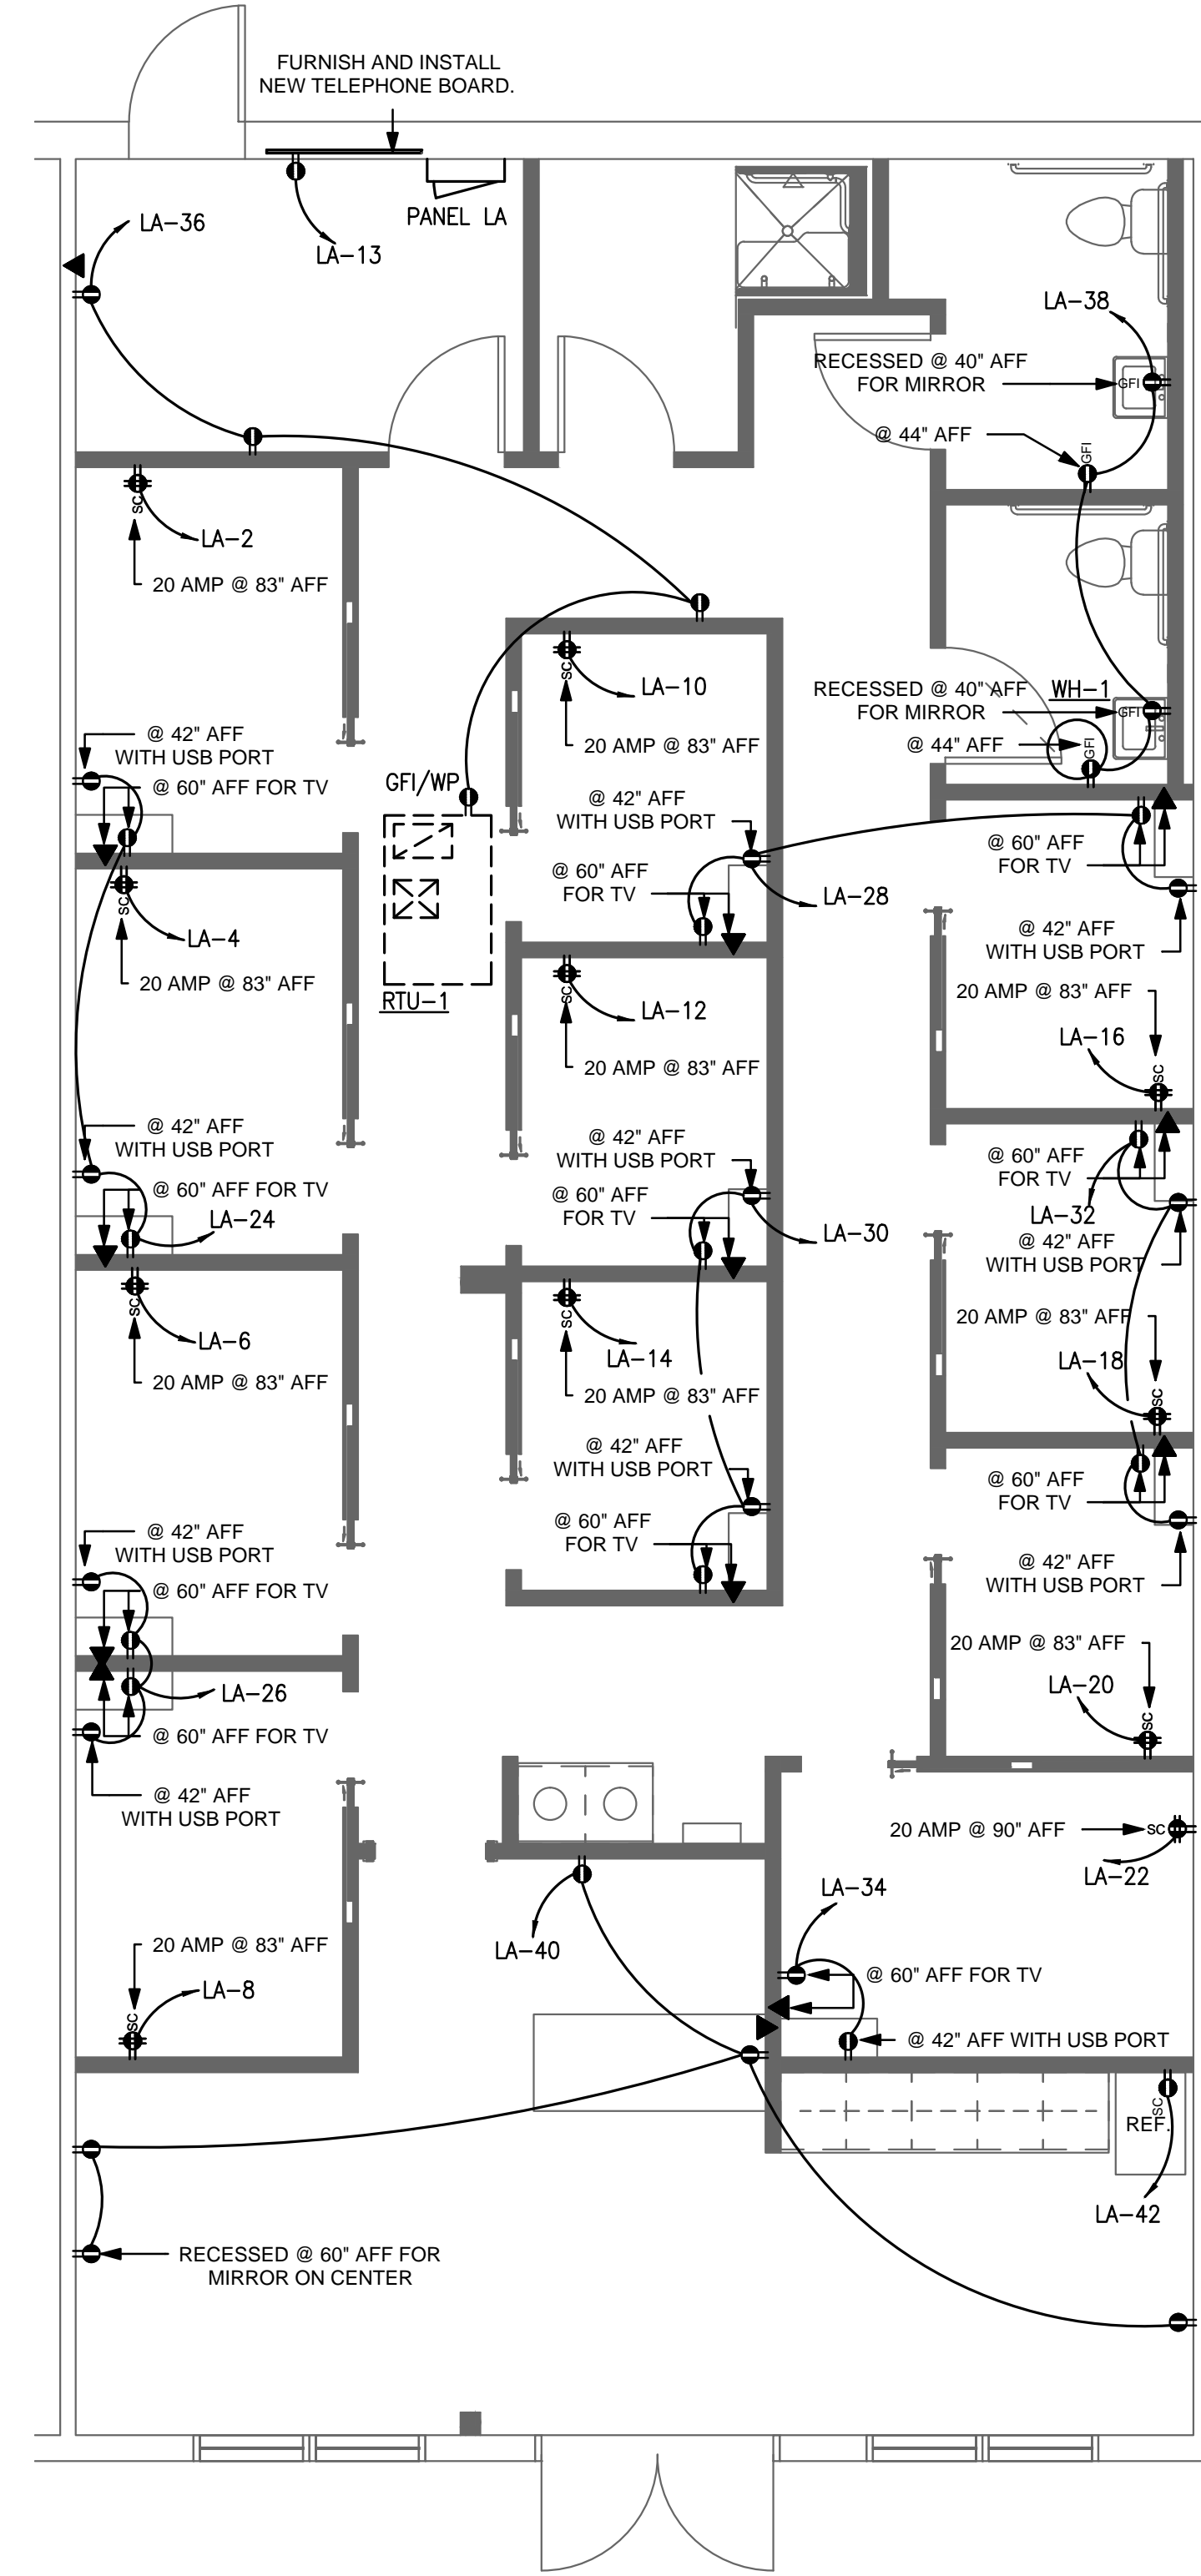 FURNISH AND INSTALL
NEW TELEPHONE BOARD.
LA-36
PANEL LA
LA-13
LA-38
RECESSED @ 40" AFF
FOR MIRROR
GFI
@ 44" AFF
GFI
SC
LA-2
20 AMP @ 83" AFF
LA-10
SC
20 AMP @ 83" AFF
RECESSED @ 40" AFF
FOR MIRROR
WH-1
GFI
@ 44" AFF
GFI
@ 42" AFF
WITH USB PORT
@ 60" AFF FOR TV
GFI/WP
@ 42" AFF
WITH USB PORT
@ 60" AFF
FOR TV
LA-28
@ 60" AFF
FOR TV
@ 42" AFF
WITH USB PORT
SC
LA-4
20 AMP @ 83" AFF
RTU-1
SC
LA-12
20 AMP @ 83" AFF
20 AMP @ 83" AFF
LA-16
SC
@ 42" AFF
WITH USB PORT
@ 60" AFF FOR TV
LA-24
@ 42" AFF
WITH USB PORT
@ 60" AFF
FOR TV
LA-30
@ 60" AFF
FOR TV
LA-32
@ 42" AFF
WITH USB PORT
SC
LA-6
20 AMP @ 83" AFF
SC
LA-14
20 AMP @ 83" AFF
20 AMP @ 83" AFF
LA-18
SC
@ 42" AFF
WITH USB PORT
@ 60" AFF
FOR TV
@ 60" AFF
FOR TV
@ 42" AFF
WITH USB PORT
@ 42" AFF
WITH USB PORT
@ 60" AFF FOR TV
LA-26
@ 60" AFF FOR TV
@ 42" AFF
WITH USB PORT
20 AMP @ 83" AFF
LA-20
SC
20 AMP @ 90" AFF
SC
LA-22
LA-34
LA-40
@ 60" AFF FOR TV
@ 42" AFF WITH USB PORT
20 AMP @ 83" AFF
LA-8
SC
SC
REF.
LA-42
RECESSED @ 60" AFF FOR
MIRROR ON CENTER